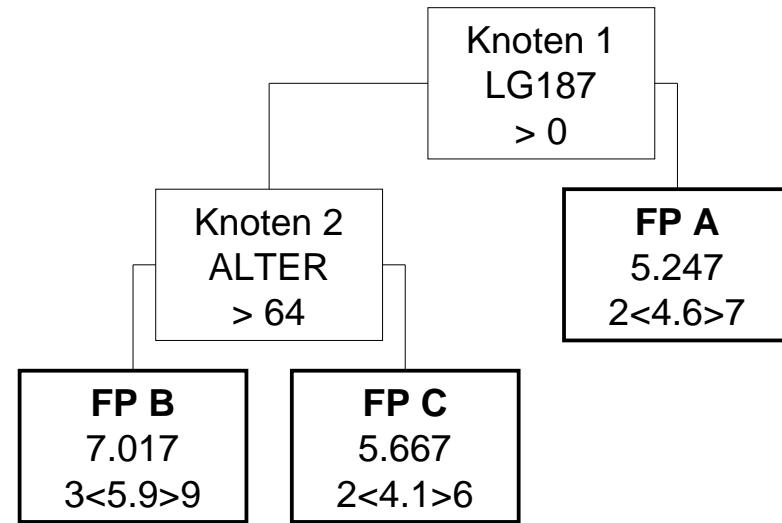 Knoten 1
LG187
> 0
Knoten 2
ALTER
> 64
FP A
5.247
2<4.6>7
FP B
7.017
3<5.9>9
FP C
5.667
2<4.1>6